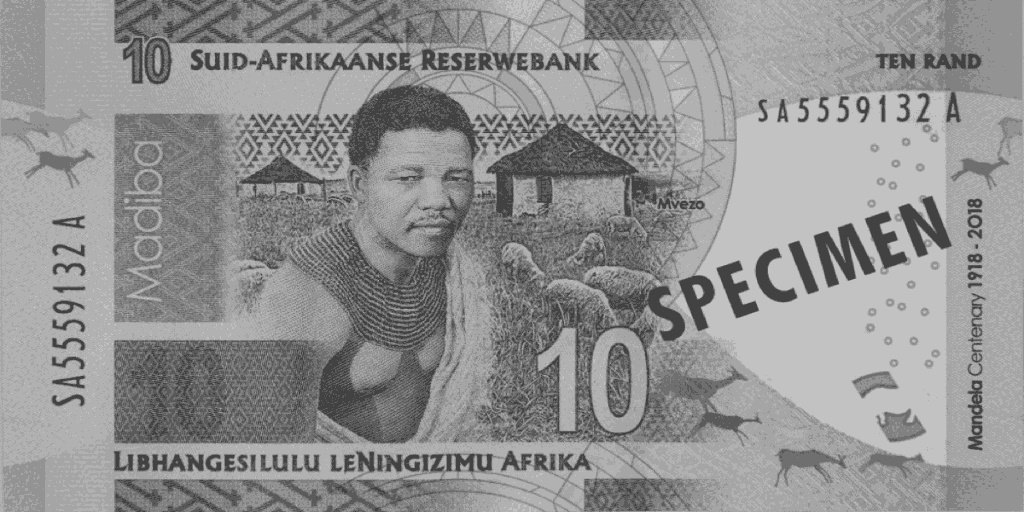 10 SUID-AFRIKAANSE RESERWEBANK
TEN RAND
SA5559132 A
Madiba
Mvezo
SA5559132 A
SPECIMEN
Mandela Centenary 1918 - 2018
10
10
LIBHANGESILULU LENINGIZIMU AFRIKA